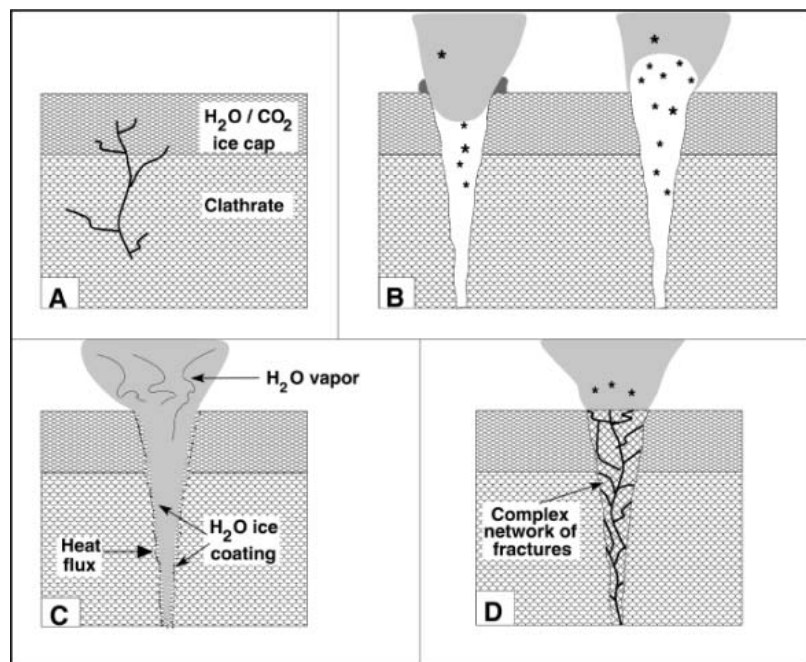 H₂O / CO₂
ice cap
Clathrate
A
B
H₂O vapor
H₂O ice
coating
Heat
flux
C
Complex
network of
fractures
D